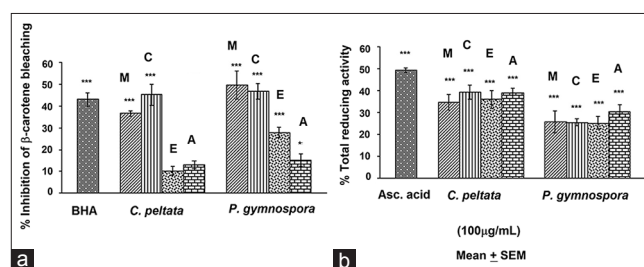 % Inhibition of β-carotene bleaching
60
50
40
30
20
10
0
***
M
***
C
***
E
A
M
***
C
***
E
***
A
*
BHA
C. peltata
P. gymnospora
a
% Total reducing activity
60
50
40
30
20
10
0
***
M
***
C
***
E
***
A
***
M
***
C
***
E
***
A
***
Asc. acid
C. peltata
P. gymnospora
(100µg/mL)
Mean ± SEM
b